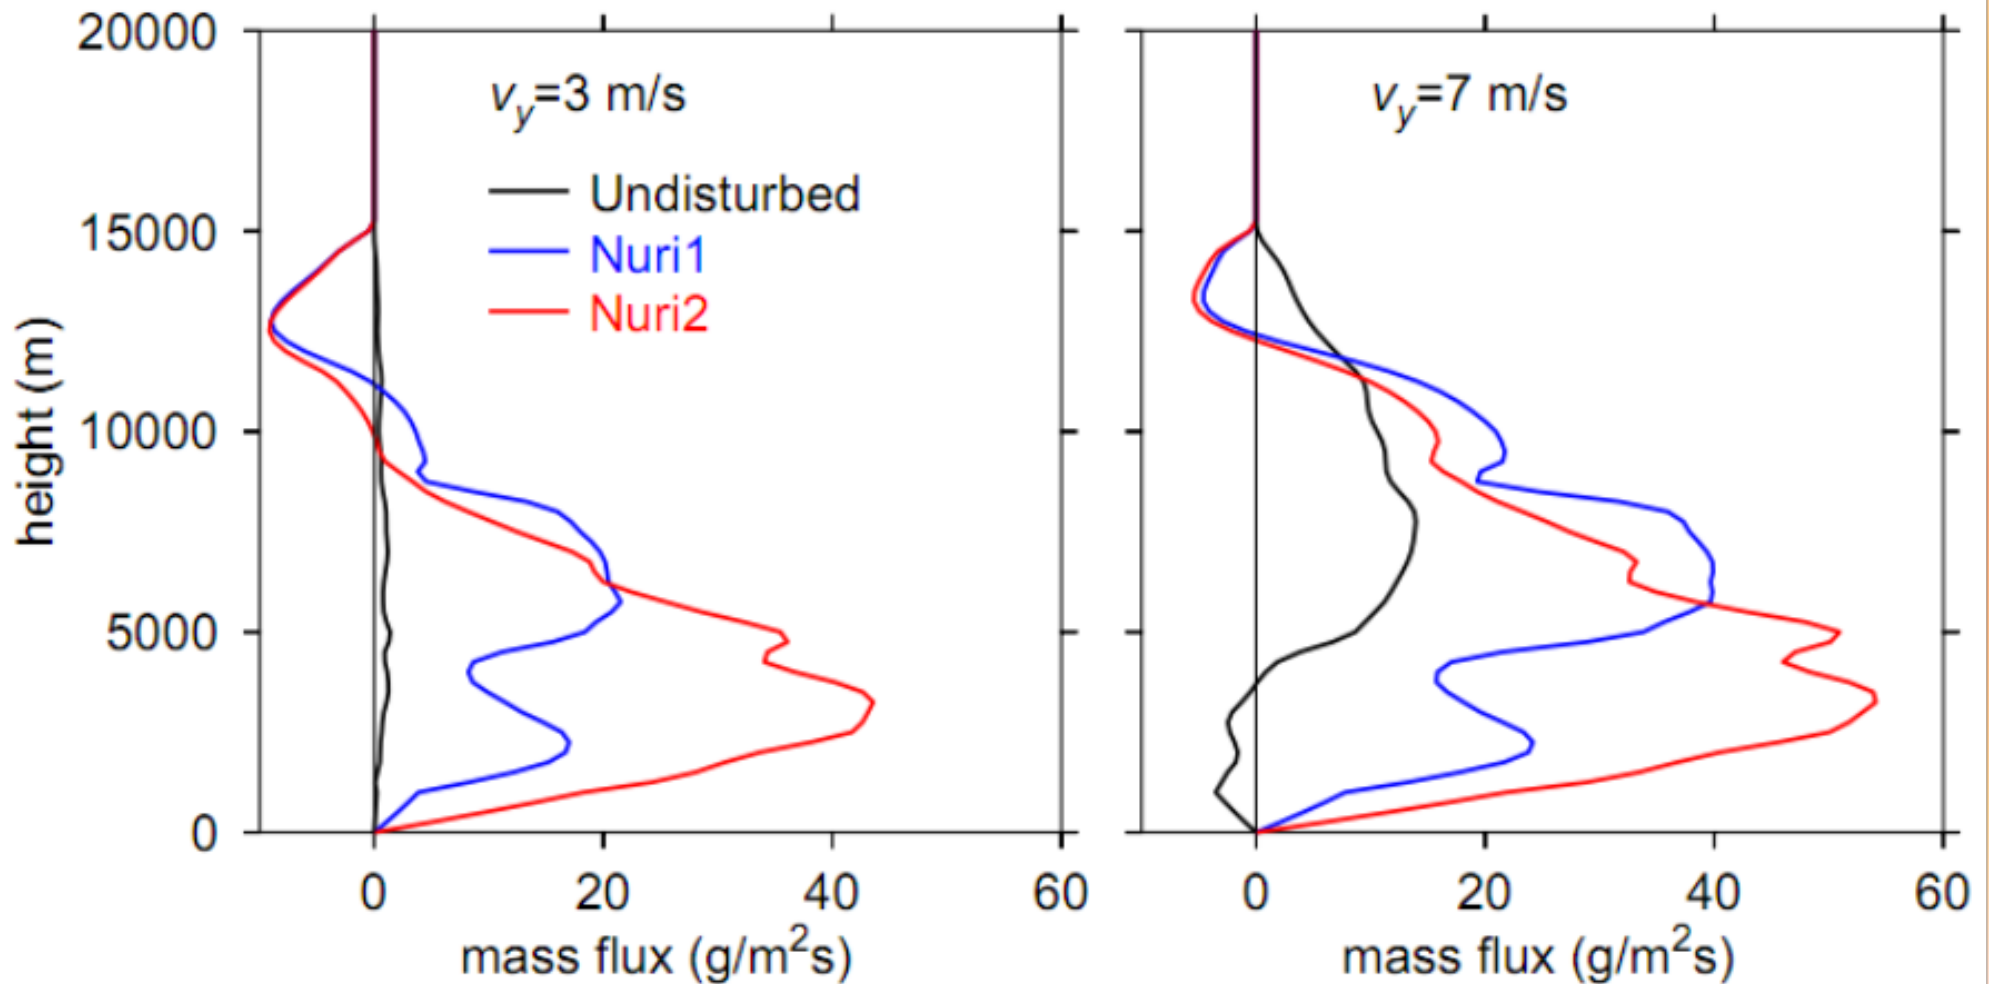 20000
15000
10000
5000
0
height (m)
v_y=3 m/s
Undisturbed
Nuri1
Nuri2
0 20 40 60
mass flux (g/m²s)
v_y=7 m/s
0 20 40 60
mass flux (g/m²s)